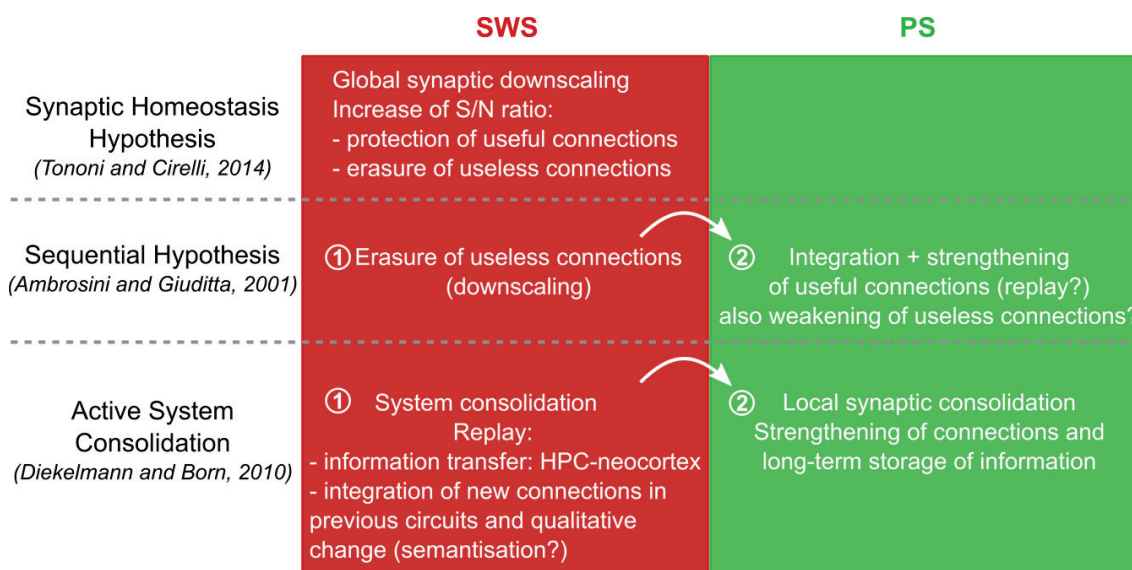 SWS
PS
Synaptic Homeostasis
Hypothesis
(Tononi and Cirelli, 2014)
Global synaptic downscaling
Increase of S/N ratio:
- protection of useful connections
- erasure of useless connections
Sequential Hypothesis
(Ambrosini and Giuditta, 2001)
① Erasure of useless connections
(downscaling)
② Integration + strengthening
of useful connections (replay?)
also weakening of useless connections?
Active System
Consolidation
(Diekelmann and Born, 2010)
① System consolidation
Replay:
- information transfer: HPC-neocortex
- integration of new connections in
previous circuits and qualitative
change (semantisation?)
② Local synaptic consolidation
Strengthening of connections and
long-term storage of information